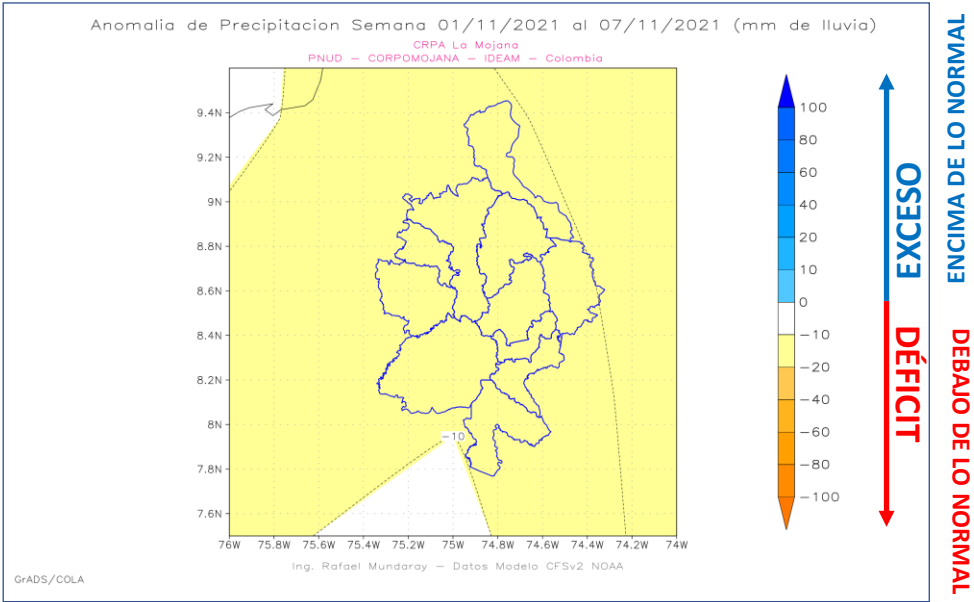 Anomalia de Precipitacion Semana 01/11/2021 al 07/11/2021 (mm de lluvia)
CRPA La Mojana
PNUD – CORPOMOJANA – IDEAM – Colombia
9.4N
9.2N
9N
8.8N
8.6N
8.4N
8.2N
8N
7.8N
7.6N
76W 75.8W 75.6W 75.4W 75.2W 75W 74.8W 74.6W 74.4W 74.2W 74W
−10
100
80
60
40
20
10
0
−10
−20
−40
−60
−80
−100
EXCESO
DÉFICIT
ENCIMA DE LO NORMAL
DEBAJO DE LO NORMAL
Ing. Rafael Mundaray – Datos Modelo CFSv2 NOAA
GrADS/COLA